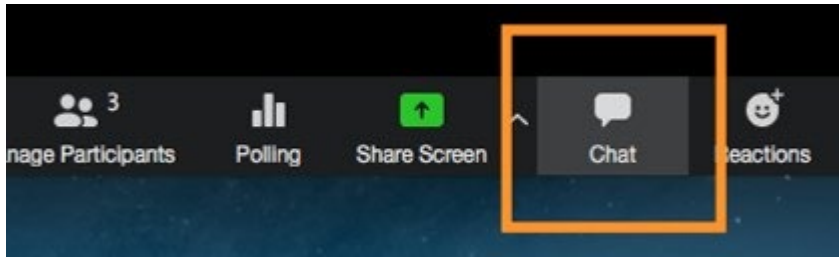 3
nage Participants
Polling
Share Screen
Chat
eactions